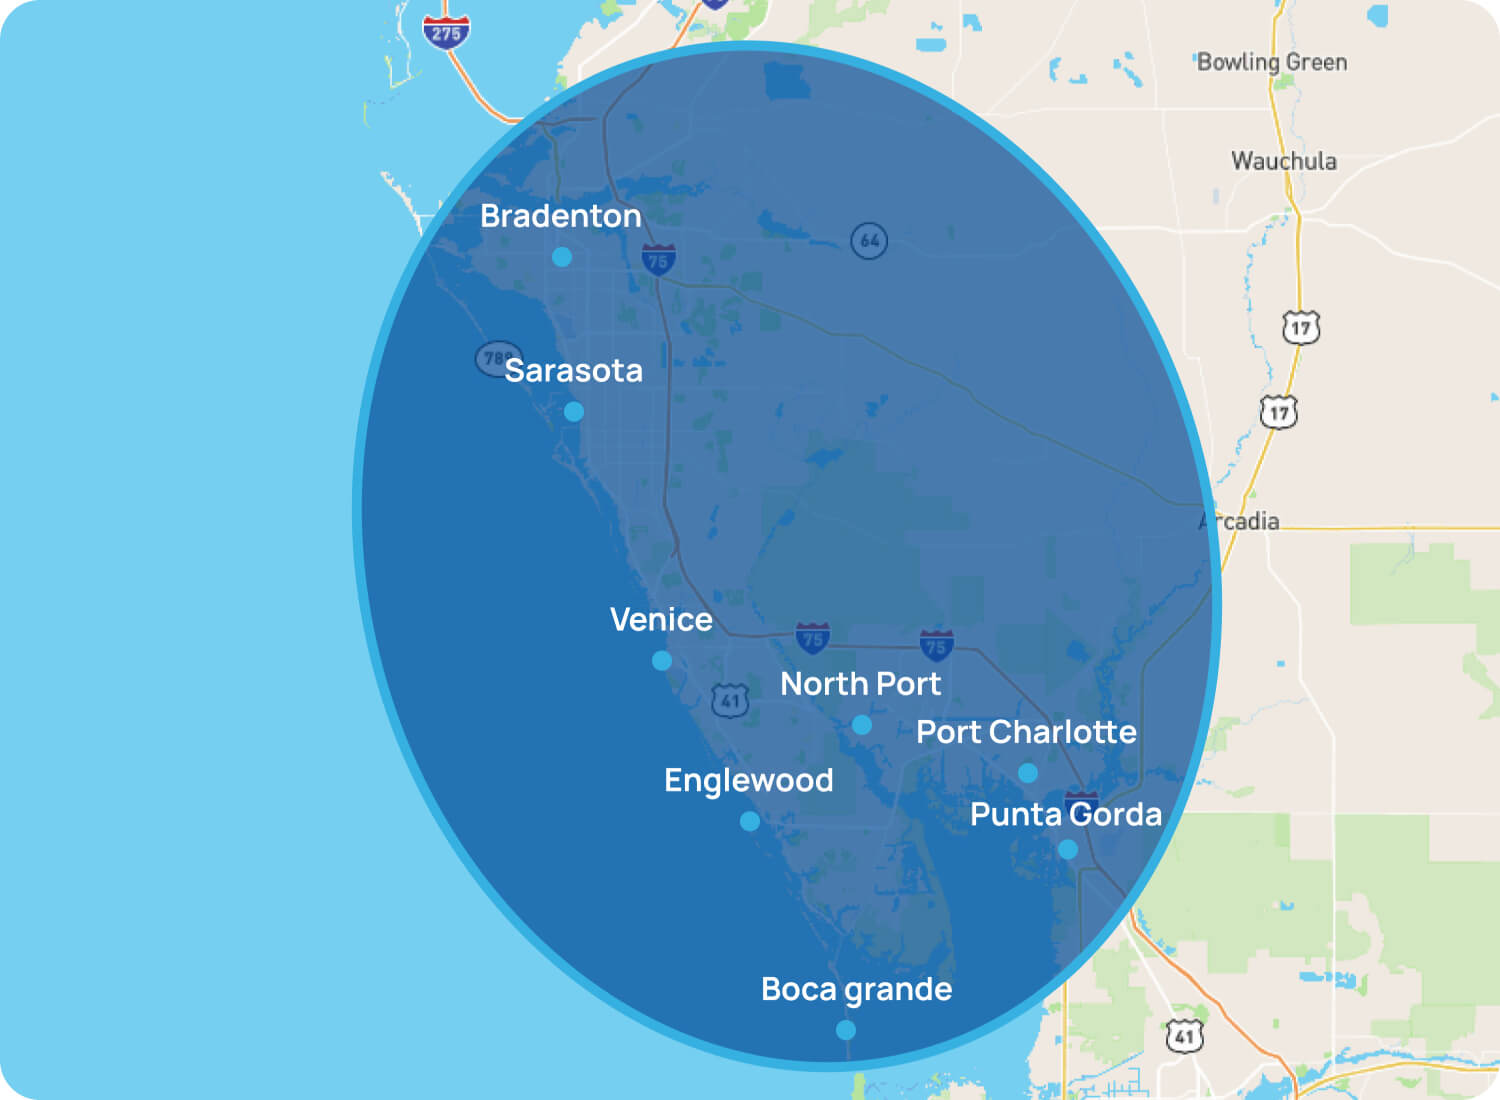 275
Bowling Green
Wauchula
Bradenton
64
75
17
789
Sarasota
17
Arcadia
Venice
75
75
North Port
41
Port Charlotte
Englewood
Punta Gorda
Boca grande
41